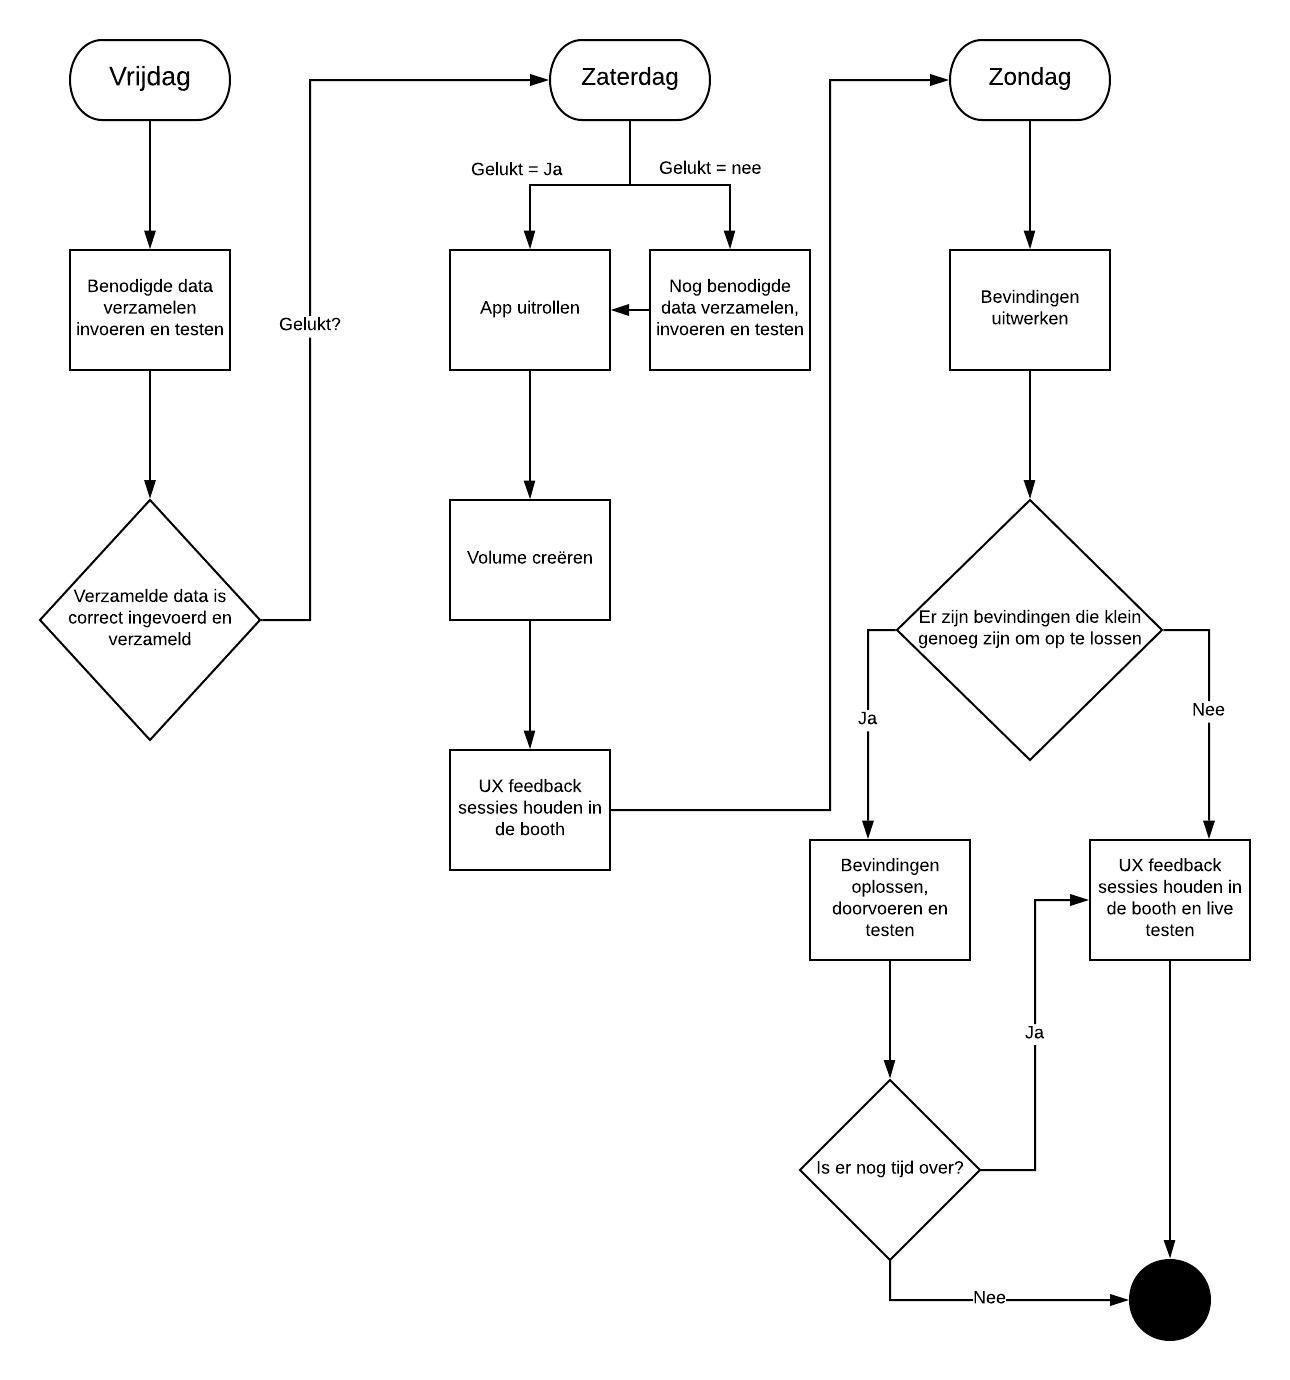 Vrijdag
Benodigde data
verzamelen
invoeren en testen
Verzamelde data is
correct ingevoerd en
verzameld
Gelukt?
Zaterdag
Gelukt = Ja
Gelukt = nee
App uitrollen
Nog benodigde
data verzamelen,
invoeren en testen
Volume creëren
UX feedback
sessies houden in
de booth
Zondag
Bevindingen
uitwerken
Er zijn bevindingen die klein
genoeg zijn om op te lossen
Ja
Nee
Bevindingen
oplossen,
doorvoeren en
testen
UX feedback
sessies houden in
de booth en live
testen
Ja
Is er nog tijd over?
Nee